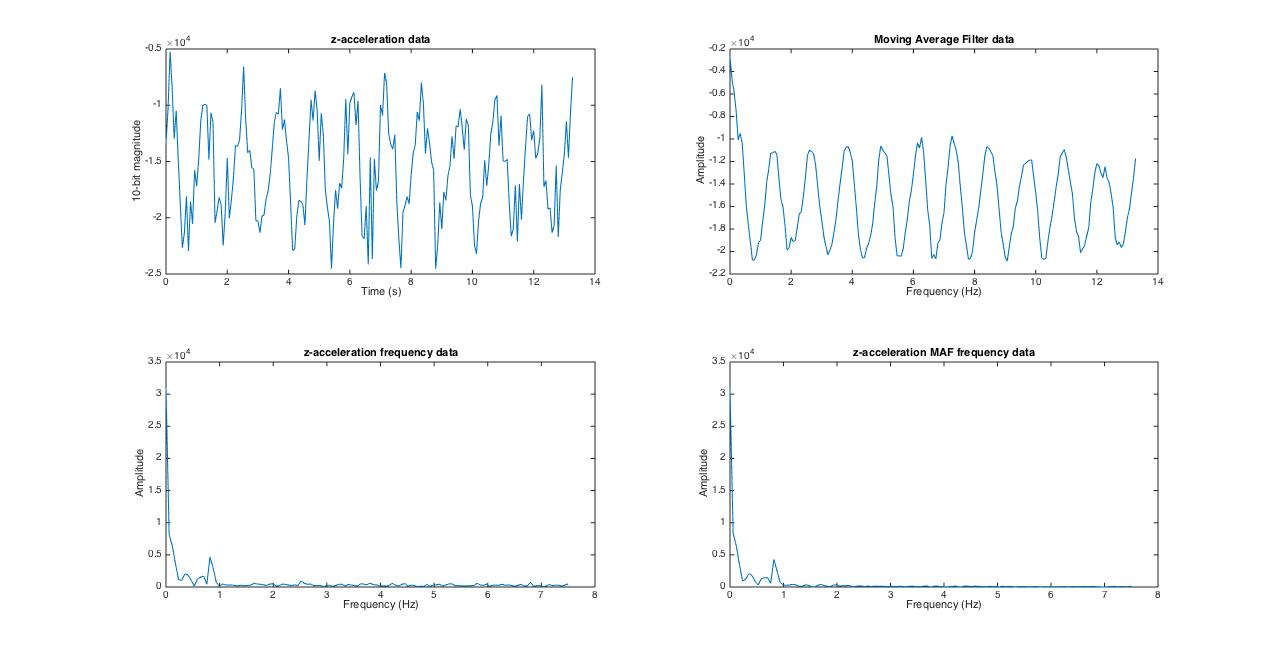 z-acceleration data
×10⁴
-0.5
-1
-1.5
-2
-2.5
10-bit magnitude
0 2 4 6 8 10 12 14
Time (s)
Moving Average Filter data
×10⁴
-0.2
-0.4
-0.6
-0.8
-1
-1.2
-1.4
-1.6
-1.8
-2
-2.2
Amplitude
0 2 4 6 8 10 12 14
Frequency (Hz)
z-acceleration frequency data
×10⁴
3.5
3
2.5
2
1.5
1
0.5
0
Amplitude
0 1 2 3 4 5 6 7 8
Frequency (Hz)
z-acceleration MAF frequency data
×10⁴
3.5
3
2.5
2
1.5
1
0.5
0
Amplitude
0 1 2 3 4 5 6 7 8
Frequency (Hz)